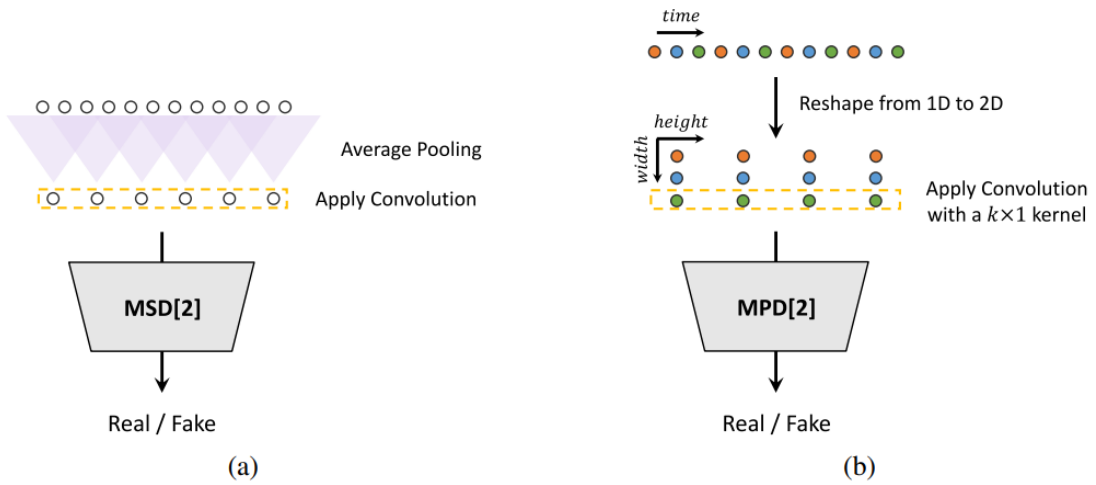 Average Pooling
Apply Convolution
MSD[2]
Real / Fake
(a)
time
Reshape from 1D to 2D
height
width
Apply Convolution
with a k×1 kernel
MPD[2]
Real / Fake
(b)